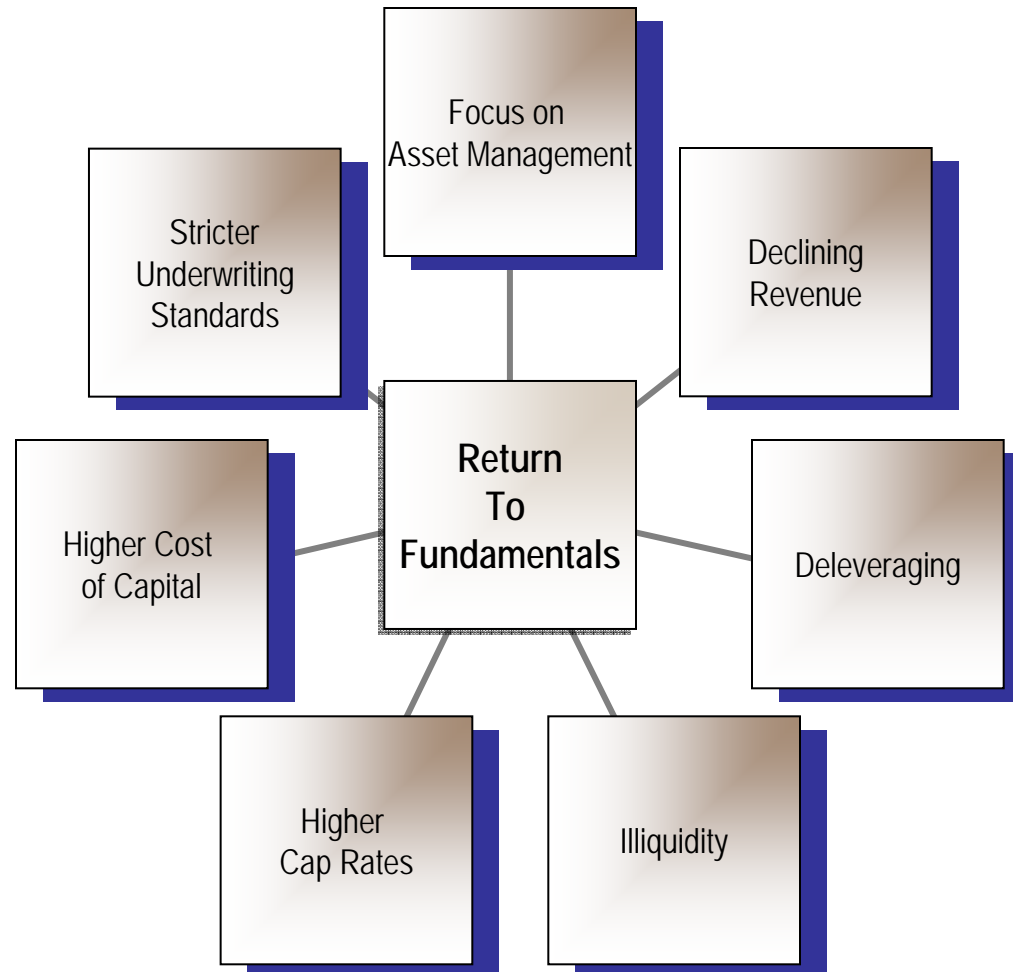 Focus on
Asset Management
Stricter
Underwriting
Standards
Declining
Revenue
Return
To
Fundamentals
Higher Cost
of Capital
Deleveraging
Higher
Cap Rates
Illiquidity